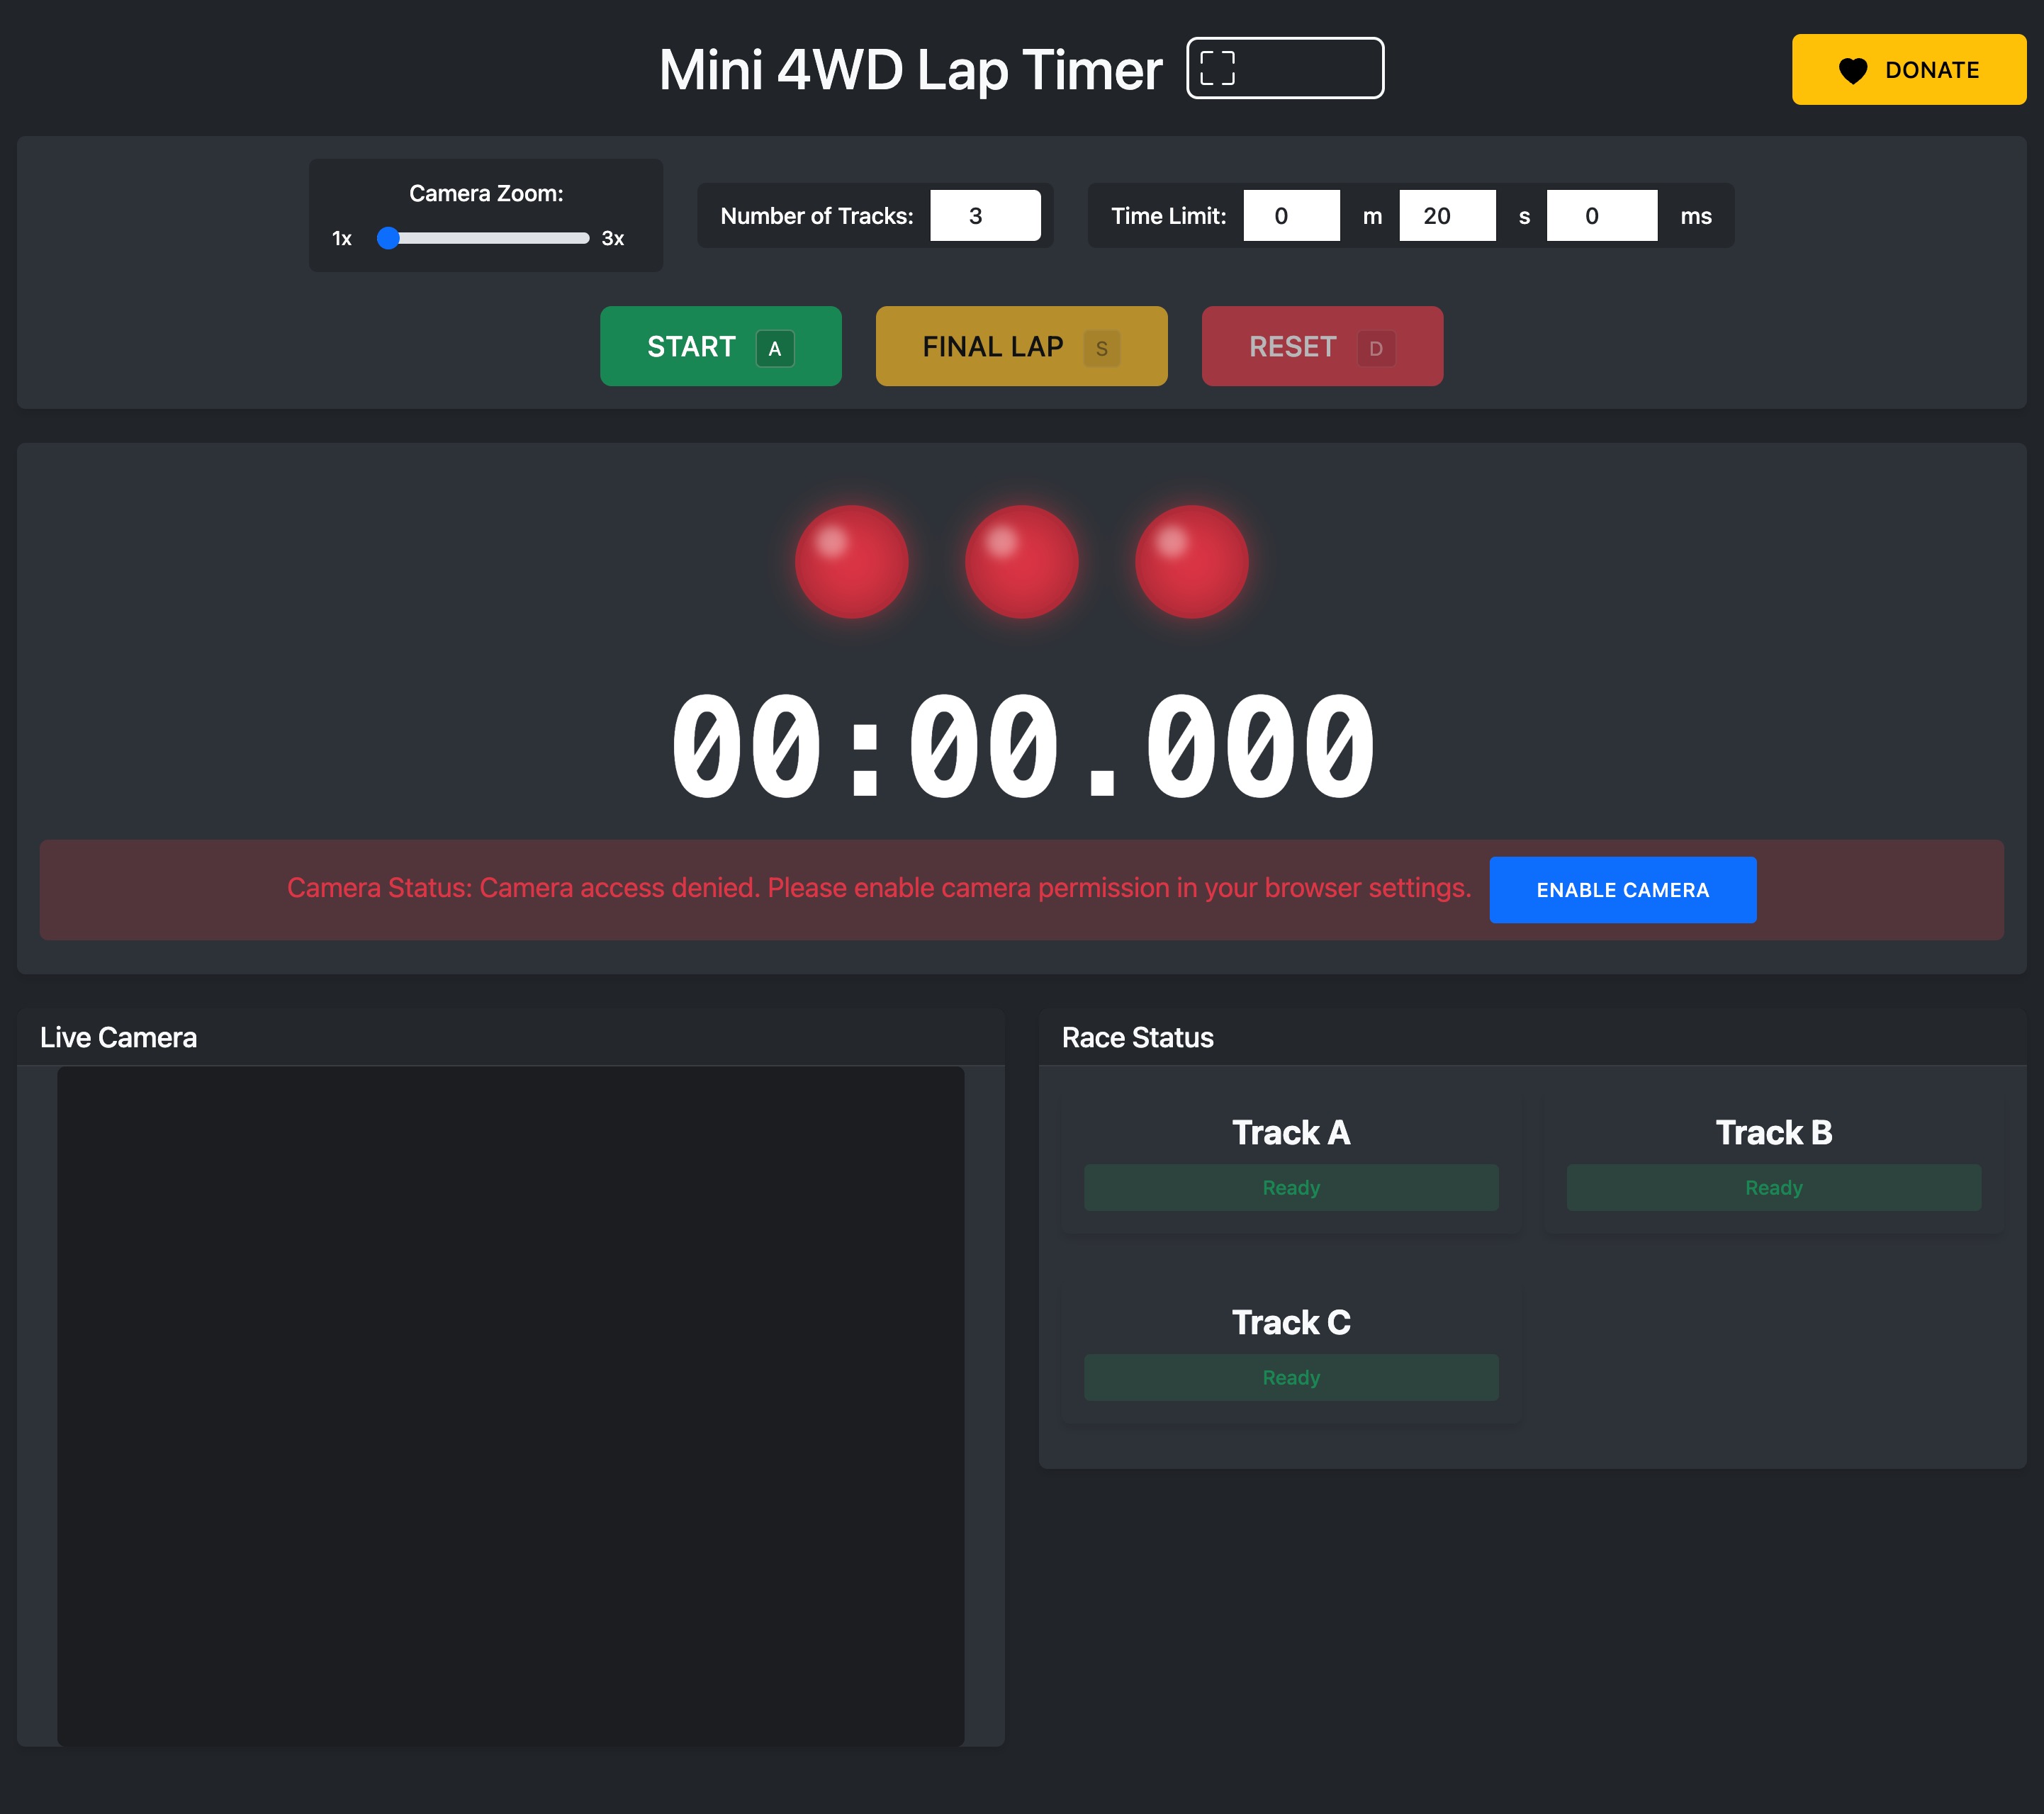 Mini 4WD Lap Timer
DONATE
Camera Zoom:
1x 3x
Number of Tracks: 3
Time Limit: 0 m 20 s 0 ms
START A
FINAL LAP S
RESET D
00:00.000
Camera Status: Camera access denied. Please enable camera permission in your browser settings.
ENABLE CAMERA
Live Camera
Race Status
Track A
Ready
Track B
Ready
Track C
Ready